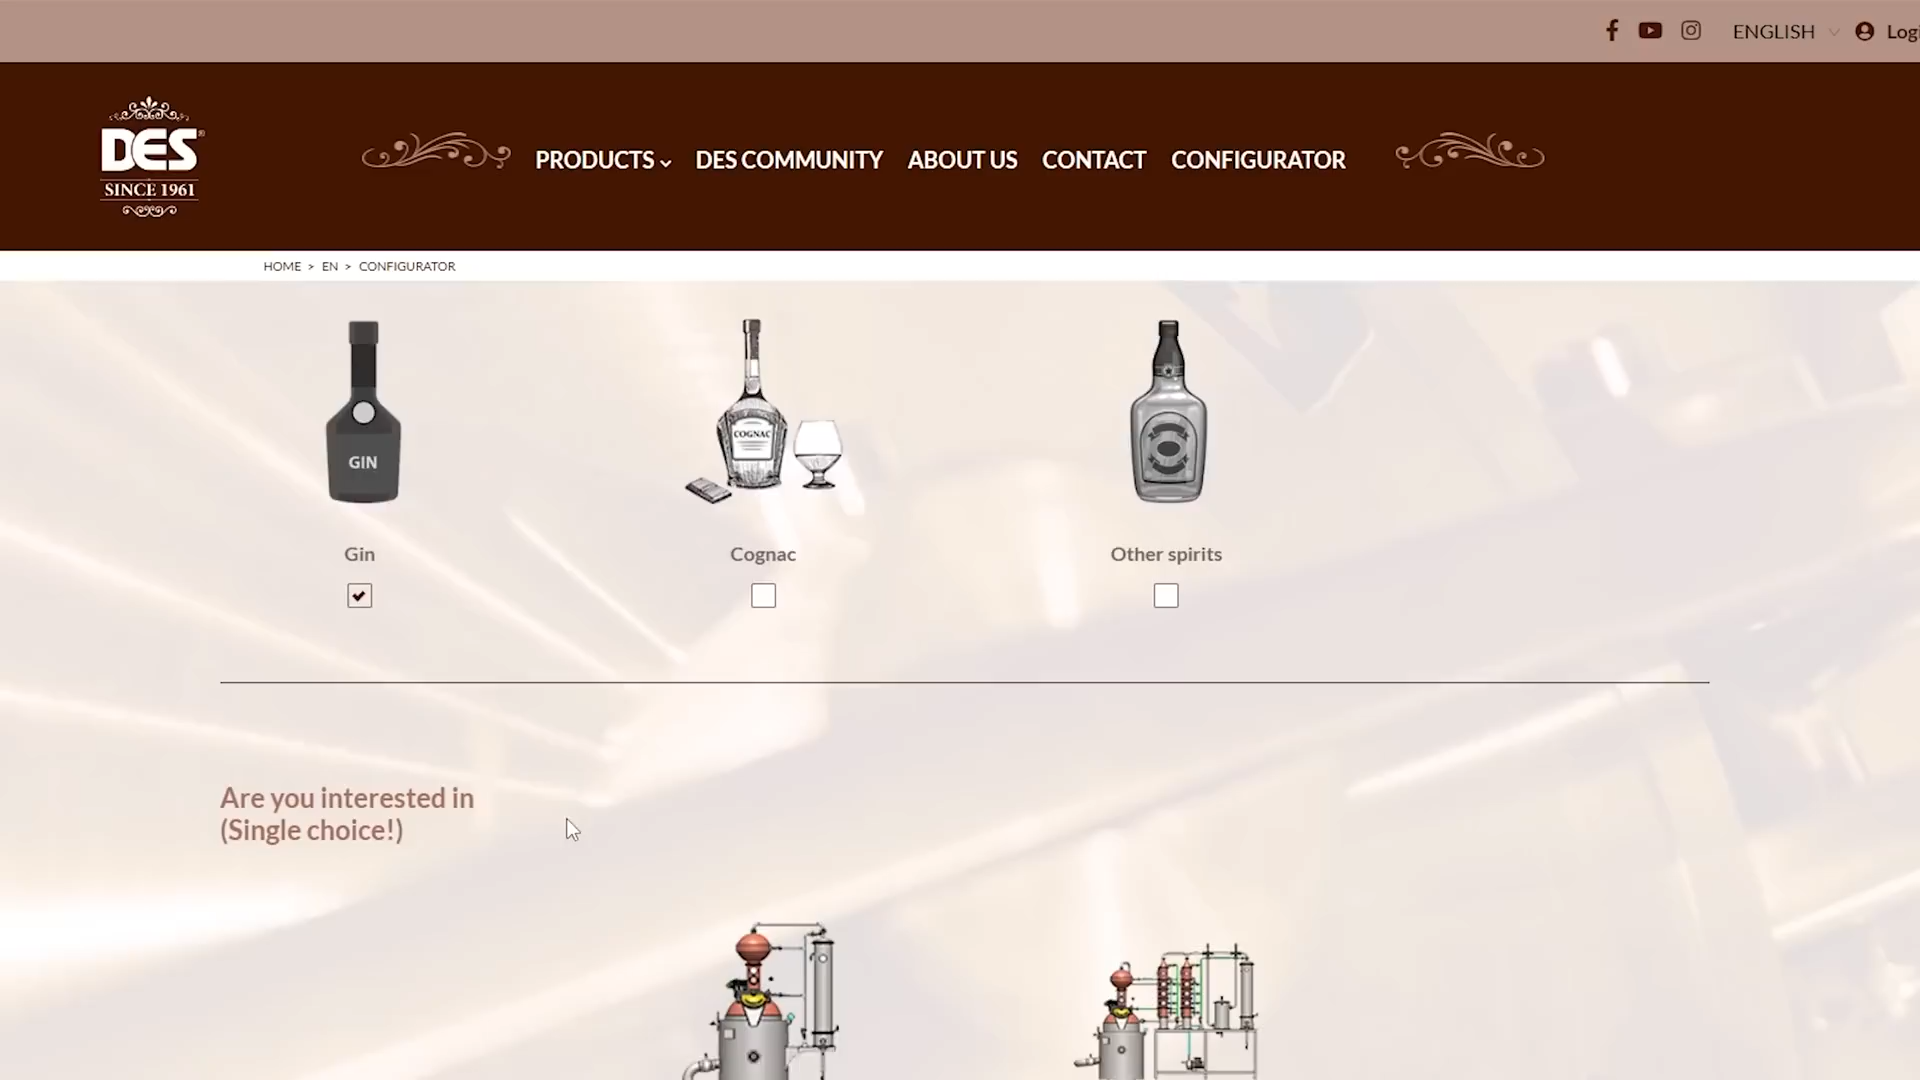 ENGLISH
Logi
DES
SINCE 1961
PRODUCTS DES COMMUNITY ABOUT US CONTACT CONFIGURATOR
HOME > EN > CONFIGURATOR
GIN
COGNAC
Gin
Cognac
Other spirits
Are you interested in
(Single choice!)